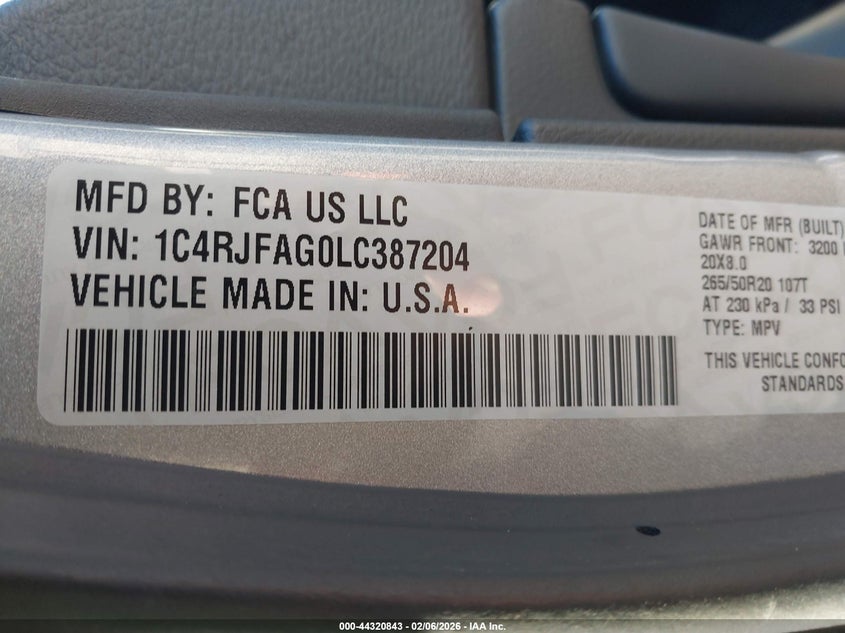 MFD BY: FCA US LLC
VIN: 1C4RJFAG0LC387204
VEHICLE MADE IN: U.S.A.
DATE OF MFR (BUILT)
GAWR FRONT: 3200
20X8.0
265/50R20 107T
AT 230 kPa / 33 PSI
TYPE: MPV
THIS VEHICLE CONFO
STANDARDS
000-44320843 - 02/06/2026 - IAA Inc.